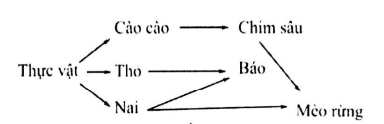 Cào cào Chim sâu
Thực vật Thỏ Báo
Nai Mèo rừng